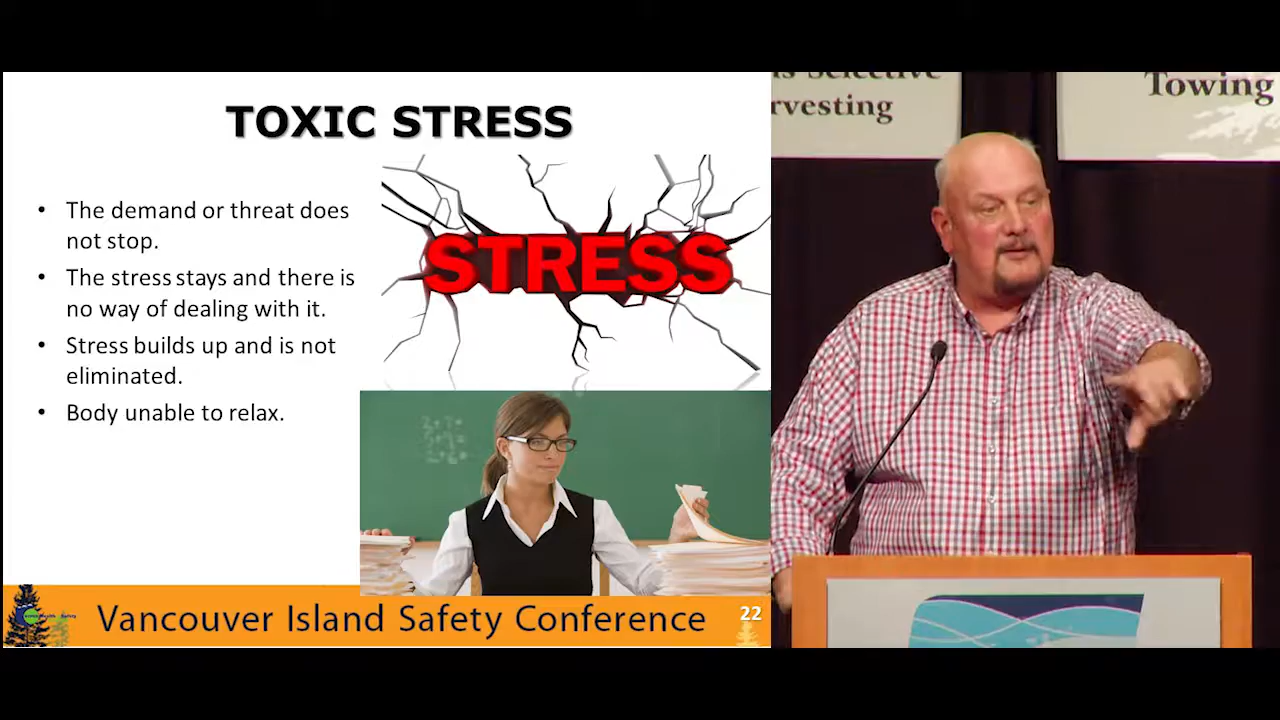 TOXIC STRESS
• The demand or threat does
not stop.
• The stress stays and there is
no way of dealing with it.
• Stress builds up and is not
eliminated.
• Body unable to relax.
STRESS
Vancouver Island Safety Conference
22
Selective
rvesting
Towing